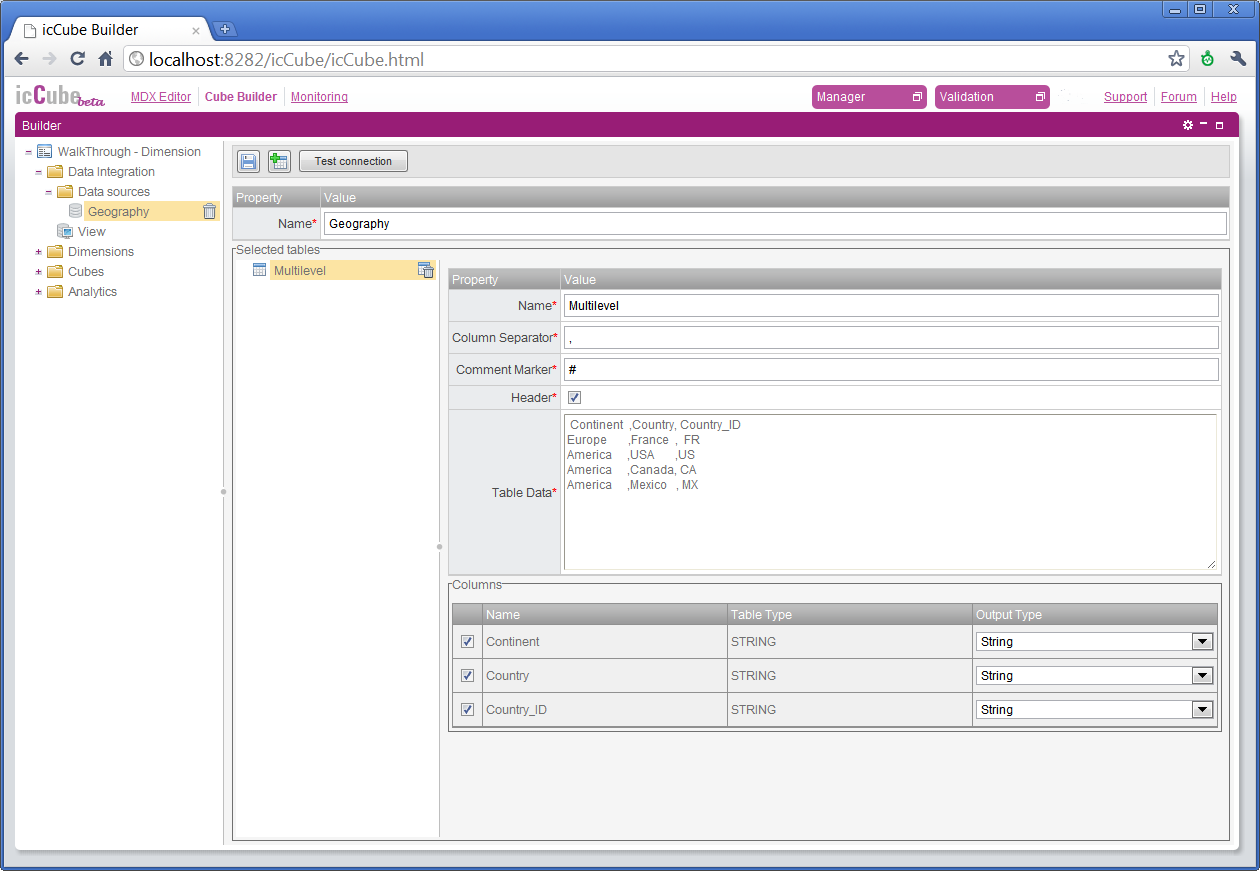 icCube Builder
localhost:8282/icCube/icCube.html
icCube beta MDX Editor Cube Builder Monitoring Manager Validation Support Forum Help
Builder
WalkThrough - Dimension
Data Integration
Data sources
Geography
View
Dimensions
Cubes
Analytics
Test connection
Property Value
Name* Geography
Selected tables
Multilevel
Property Value
Name* Multilevel
Column Separator* ,
Comment Marker* #
Header*
Table Data*
Continent ,Country, Country_ID
Europe ,France , FR
America ,USA ,US
America ,Canada, CA
America ,Mexico , MX
Columns
Name Table Type Output Type
Continent STRING String
Country STRING String
Country_ID STRING String